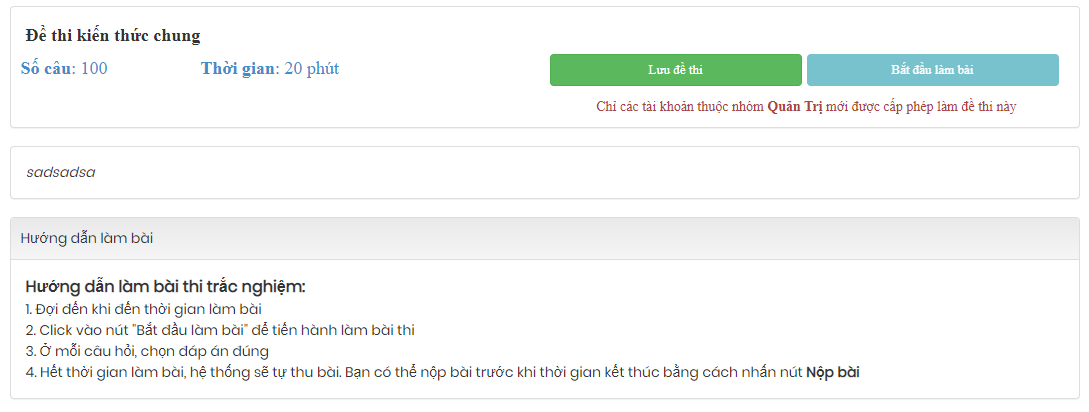 Đề thi kiến thức chung
Số câu: 100 Thời gian: 20 phút
Lưu đề thi Bắt đầu làm bài
Chỉ các tài khoản thuộc nhóm Quản Trị mới được cấp phép làm đề thi này
sadsadsa
Hướng dẫn làm bài
Hướng dẫn làm bài thi trắc nghiệm:
1. Đợi đến khi đến thời gian làm bài
2. Click vào nút "Bắt đầu làm bài" để tiến hành làm bài thi
3. Ở mỗi câu hỏi, chọn đáp án đúng
4. Hết thời gian làm bài, hệ thống sẽ tự thu bài. Bạn có thể nộp bài trước khi thời gian kết thúc bằng cách nhấn nút Nộp bài